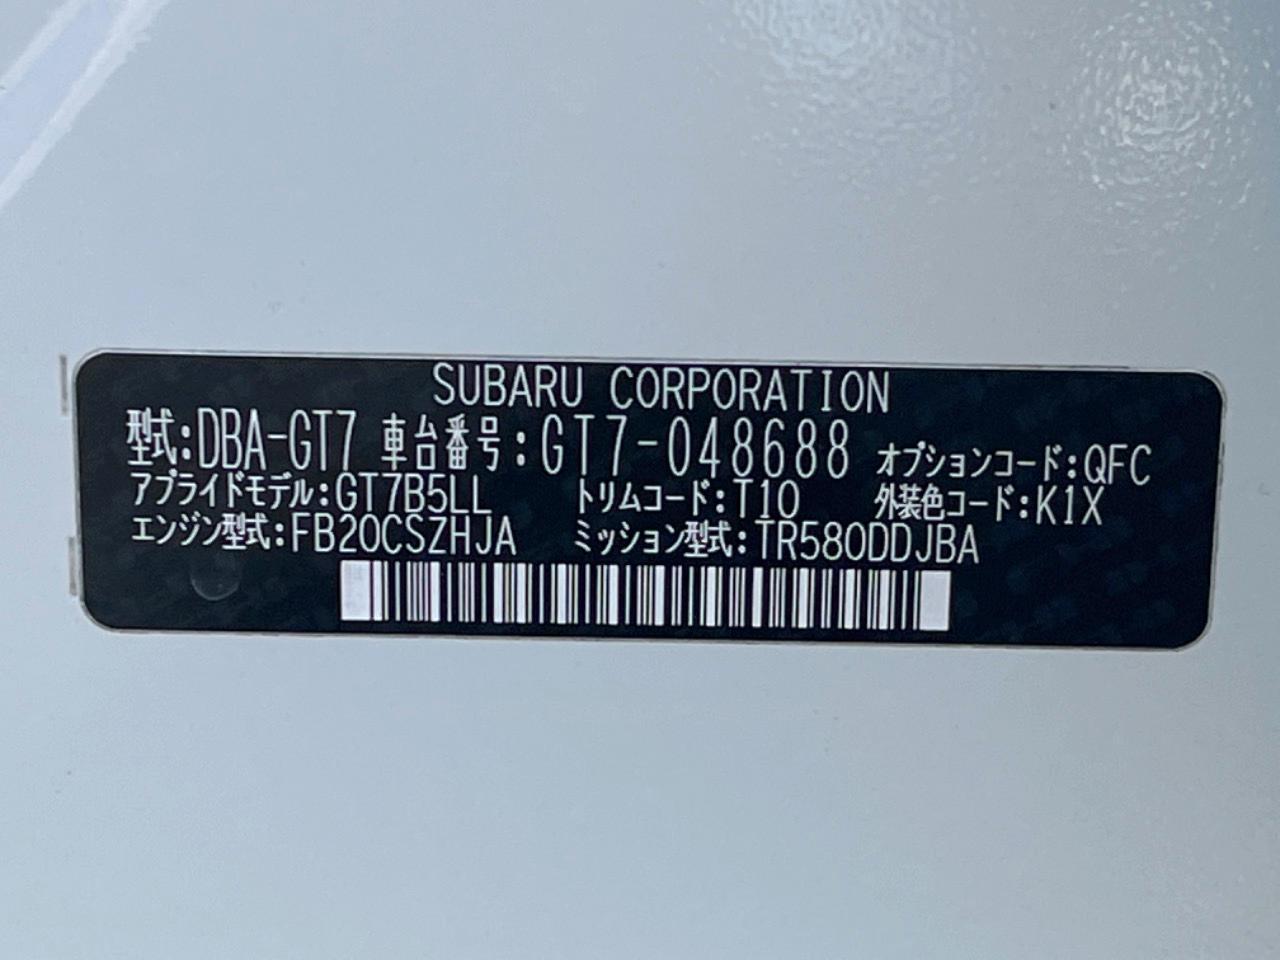 SUBARU CORPORATION
型式:DBA-GT7 車台番号:GT7-048688 オプションコード:QFC
アプライドモデル:GT7B5LL トリムコード:T10 外装色コード:K1X
エンジン型式:FB20CSZHJA ミッション型式:TR580DDJBA